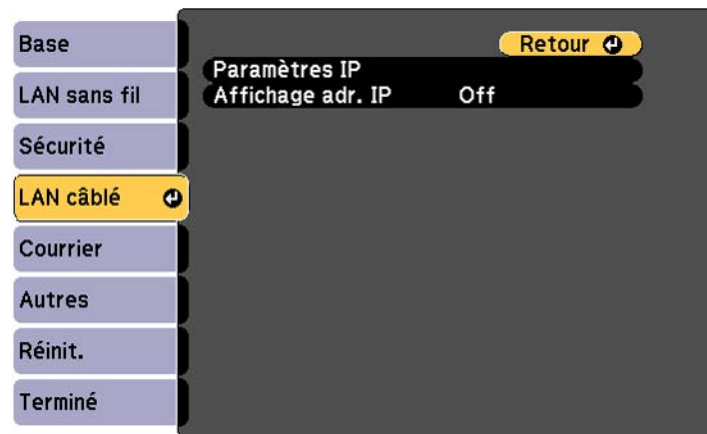 Base
LAN sans fil
Sécurité
LAN câblé
Courrier
Autres
Réinit.
Terminé
Retour
Paramètres IP
Affichage adr. IP Off